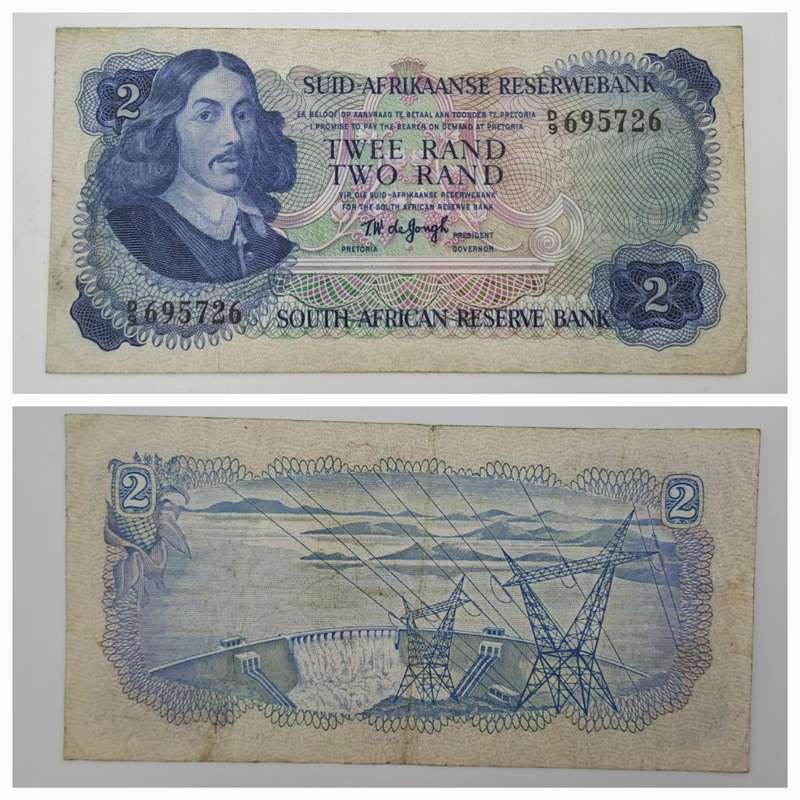 2
SUID-AFRIKAANSE RESERWEBANK
EK BELOOF OP AANVRAAG TE BETAAL AAN TOONDER TE PRETORIA
I PROMISE TO PAY THE BEARER ON DEMAND AT PRETORIA
D/9 695726
TWEE RAND
TWO RAND
VIR DIE SUID-AFRIKAANSE RESERWEBANK
FOR THE SOUTH AFRICAN RESERVE BANK
T.W. de Jongh
PRESIDENT
PRETORIA GOVERNOR
2
D/9 695726
SOUTH AFRICAN RESERVE BANK
2
2